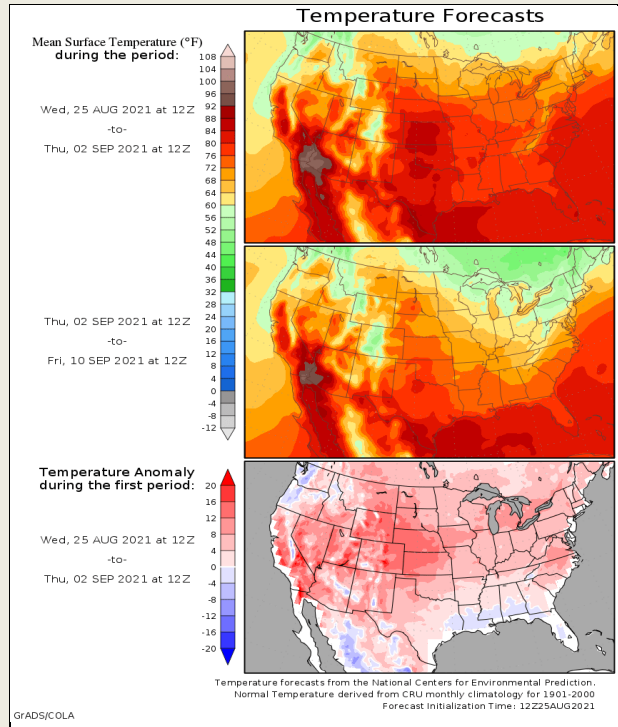 Temperature Forecasts
Mean Surface Temperature (°F)
during the period:
Wed, 25 AUG 2021 at 12Z
-to-
Thu, 02 SEP 2021 at 12Z
108
104
100
96
92
88
84
80
76
72
68
64
60
56
52
48
44
40
36
32
28
24
20
16
12
8
4
0
-4
-8
-12
Thu, 02 SEP 2021 at 12Z
-to-
Fri, 10 SEP 2021 at 12Z
Temperature Anomaly
during the first period:
Wed, 25 AUG 2021 at 12Z
-to-
Thu, 02 SEP 2021 at 12Z
20
16
12
8
4
0
-4
-8
-12
-16
-20
Temperature forecasts from the National Centers for Environmental Prediction.
Normal Temperature derived from CRU monthly climatology for 1901-2000
Forecast Initialization Time: 12Z25AUG2021
GrADS/COLA